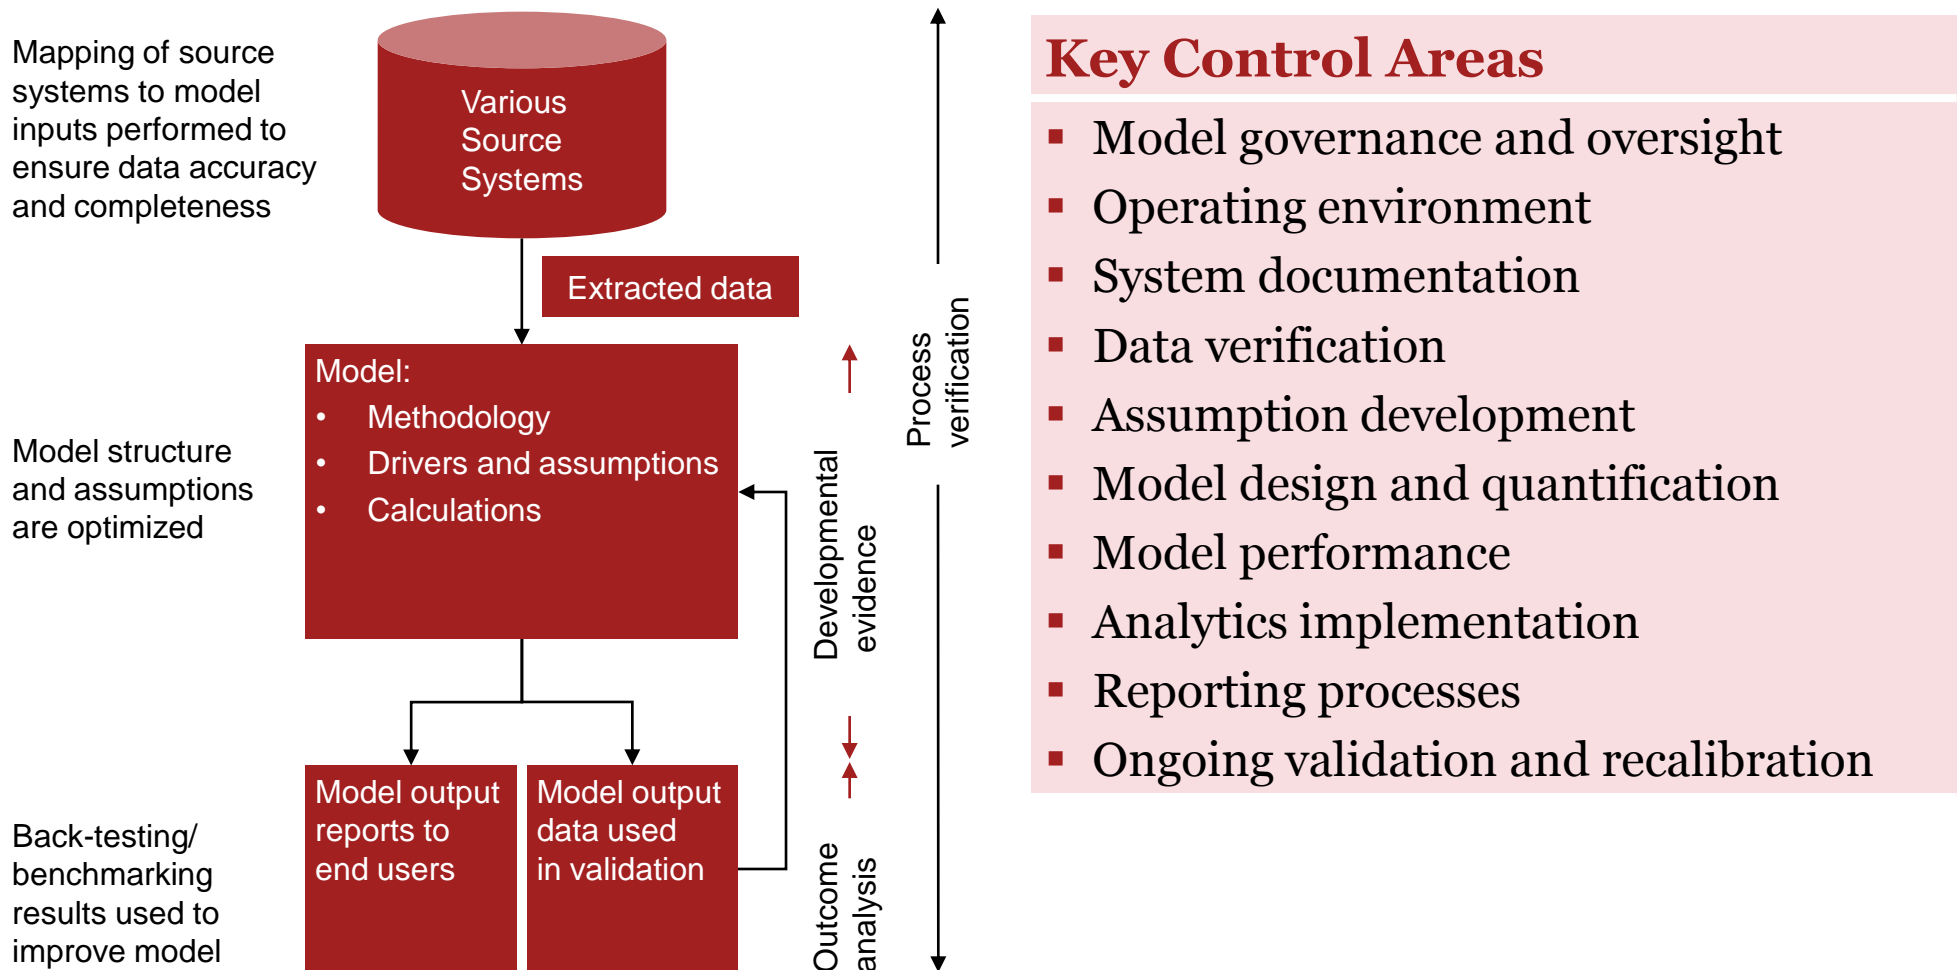 Mapping of source
systems to model
inputs performed to
ensure data accuracy
and completeness
Various
Source
Systems
Extracted data
Model:
• Methodology
• Drivers and assumptions
• Calculations
Model structure
and assumptions
are optimized
Model output
reports to
end users
Model output
data used
in validation
Back-testing/
benchmarking
results used to
improve model
Developmental
evidence
Outcome
analysis
Process
verification
Key Control Areas
▪ Model governance and oversight
▪ Operating environment
▪ System documentation
▪ Data verification
▪ Assumption development
▪ Model design and quantification
▪ Model performance
▪ Analytics implementation
▪ Reporting processes
▪ Ongoing validation and recalibration